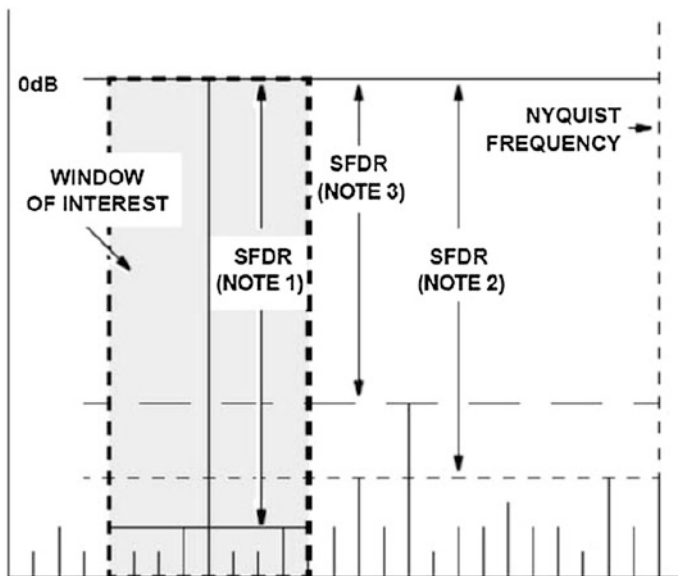 0dB
NYQUIST
FREQUENCY
WINDOW
OF INTEREST
SFDR
(NOTE 3)
SFDR
(NOTE 1)
SFDR
(NOTE 2)